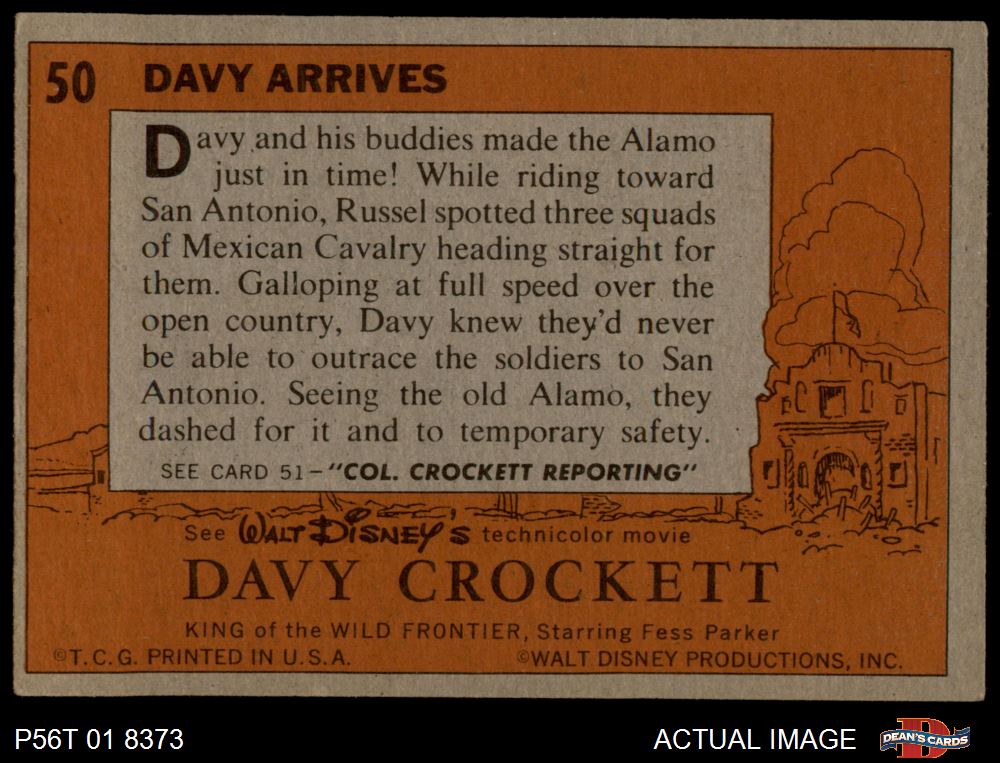 50 DAVY ARRIVES
Davy and his buddies made the Alamo
just in time! While riding toward
San Antonio, Russel spotted three squads
of Mexican Cavalry heading straight for
them. Galloping at full speed over the
open country, Davy knew they'd never
be able to outrace the soldiers to San
Antonio. Seeing the old Alamo, they
dashed for it and to temporary safety.
SEE CARD 51—"COL. CROCKETT REPORTING"
See WALT DISNEY'S technicolor movie
DAVY CROCKETT
KING of the WILD FRONTIER, Starring Fess Parker
©T.C.G. PRINTED IN U.S.A. ©WALT DISNEY PRODUCTIONS, INC.
P56T 01 8373 ACTUAL IMAGE D DEAN'S CARDS